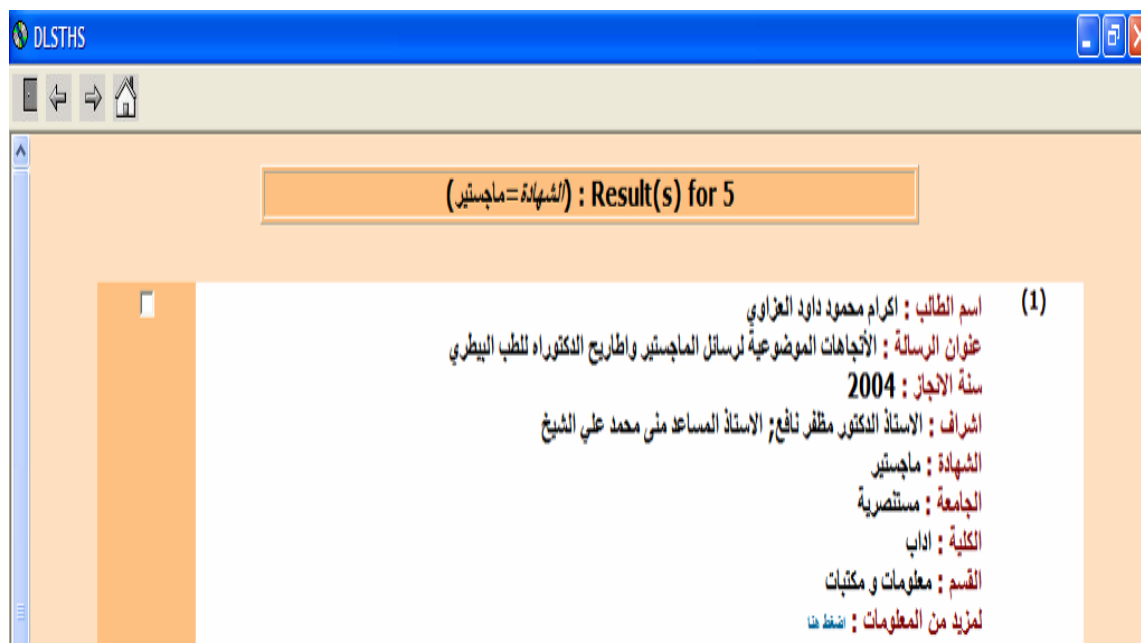 DLSTHS
5 Result(s) for : (الشهادة=ماجستير)
(1)
اسم الطالب : اكرام محمود داود العزاوي
عنوان الرسالة : الأتجاهات الموضوعية لرسائل الماجستير واطاريح الدكتوراه للطب البيطري
سنة الانجاز : 2004
اشراف : الاستاذ الدكتور مظفر نافع; الاستاذ المساعد منى محمد علي الشيخ
الشهادة : ماجستير
الجامعة : مستنصرية
الكلية : اداب
القسم : معلومات و مكتبات
لمزيد من المعلومات : اضغط هنا